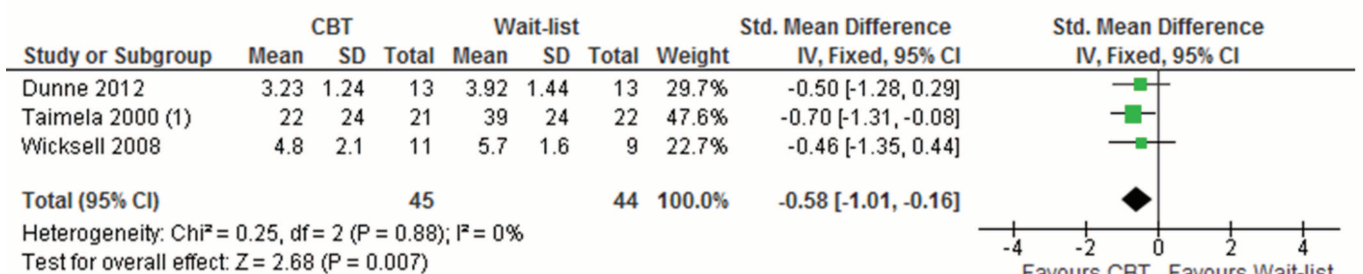 CBT Wait-list Std. Mean Difference Std. Mean Difference
Study or Subgroup Mean SD Total Mean SD Total Weight IV, Fixed, 95% CI IV, Fixed, 95% CI
Dunne 2012 3.23 1.24 13 3.92 1.44 13 29.7% -0.50 [-1.28, 0.29]
Taimela 2000 (1) 22 24 21 39 24 22 47.6% -0.70 [-1.31, -0.08]
Wicksell 2008 4.8 2.1 11 5.7 1.6 9 22.7% -0.46 [-1.35, 0.44]
Total (95% CI) 45 44 100.0% -0.58 [-1.01, -0.16]
Heterogeneity: Chi² = 0.25, df = 2 (P = 0.88); I² = 0%
Test for overall effect: Z = 2.68 (P = 0.007)
-4 -2 0 2 4
Favours CBT Favours Wait-list